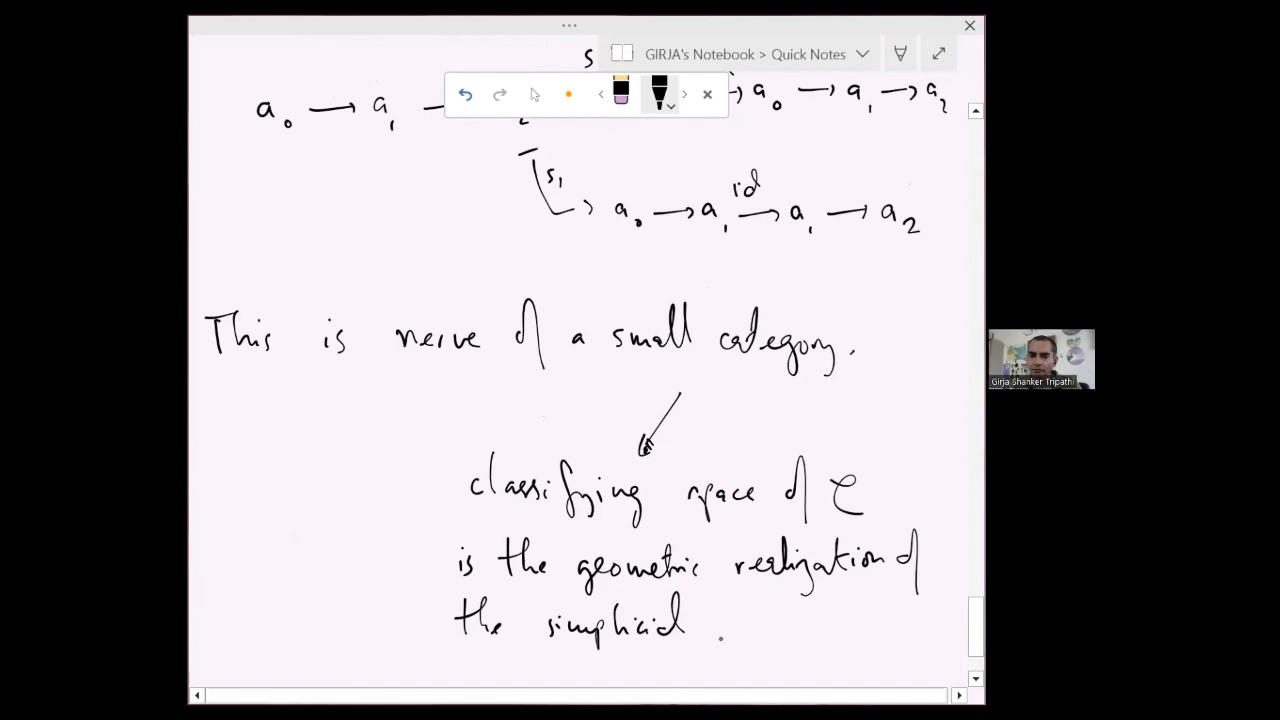 s
GIRJA's Notebook > Quick Notes
a₀ → a₁ →
→ a₀ → a₁ → a₂
s₁
id
a₀ → a₁ → a₁ → a₂
This is nerve of a small category.
Girja Shanker Tripathi
classifying space of C
is the geometric realization of
the simplicial